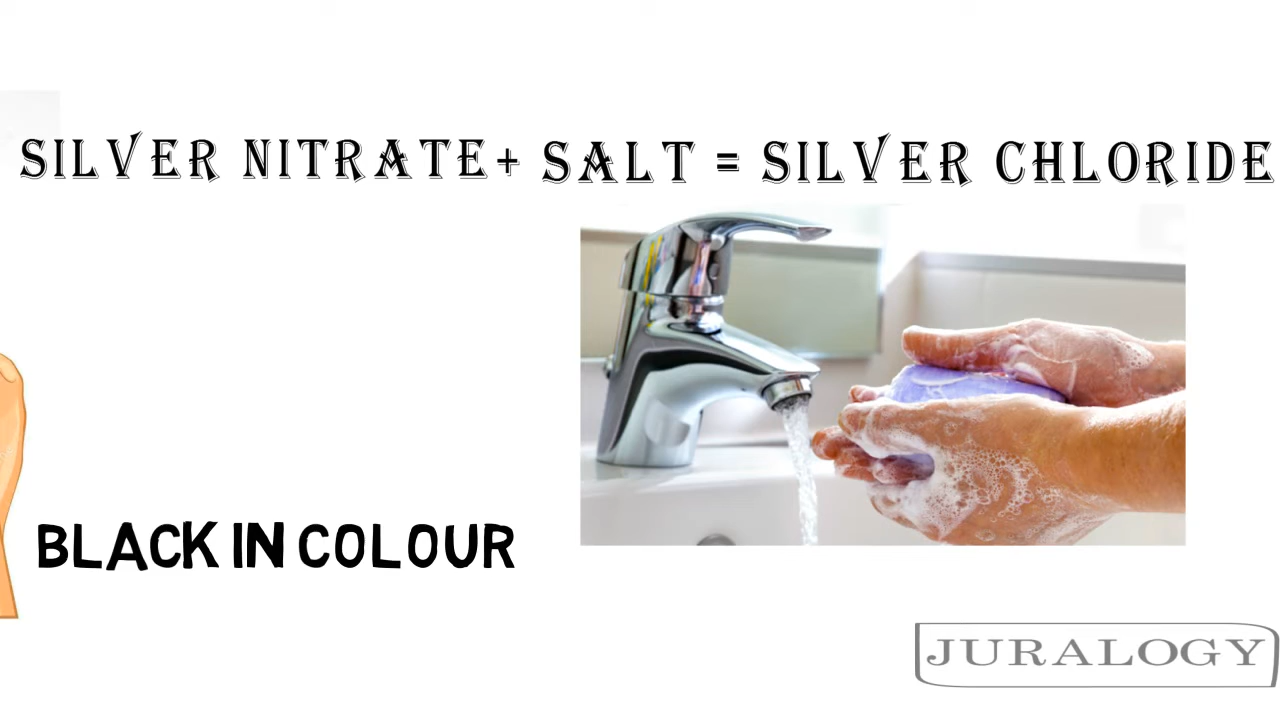 SILVER NITRATE+ SALT = SILVER CHLORIDE
BLACK IN COLOUR
JURALOGY